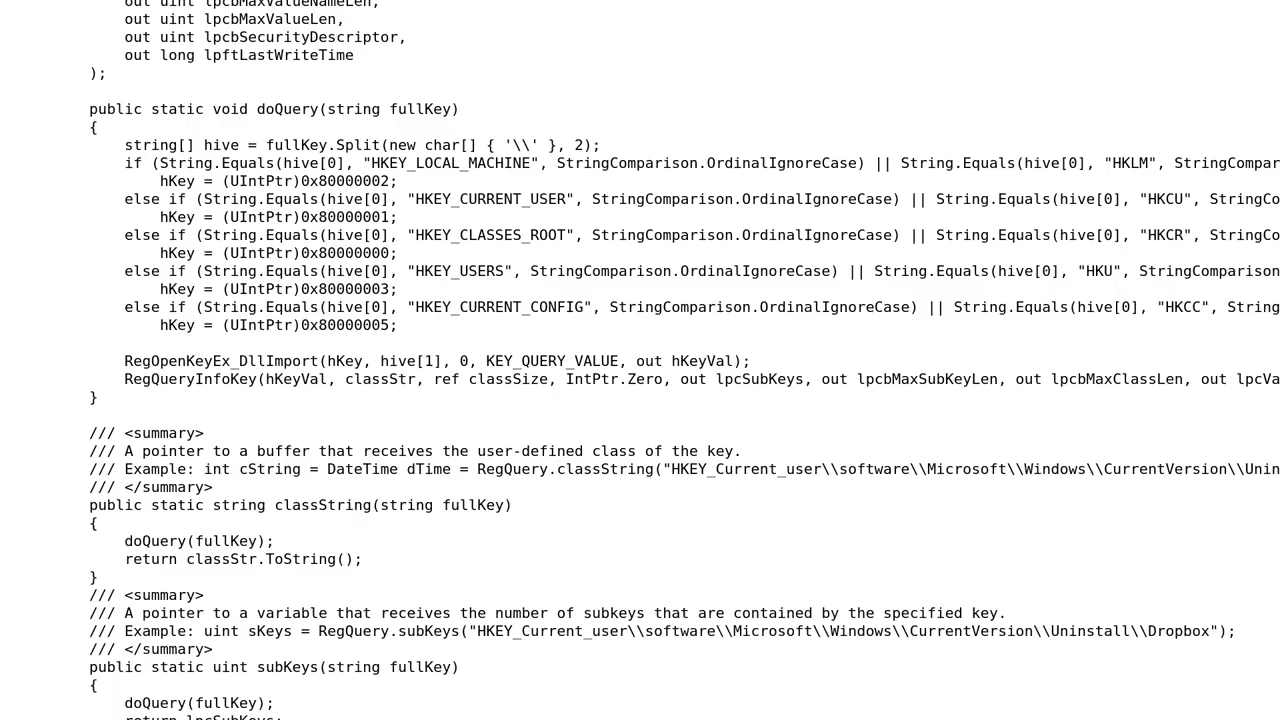 out uint lpcbMaxValueNameLen,
out uint lpcbMaxValueLen,
out uint lpcbSecurityDescriptor,
out long lpftLastWriteTime
);
public static void doQuery(string fullKey)
{
string[] hive = fullKey.Split(new char[] { '\\' }, 2);
if (String.Equals(hive[0], "HKEY_LOCAL_MACHINE", StringComparison.OrdinalIgnoreCase) || String.Equals(hive[0], "HKLM", StringCompar
hKey = (UIntPtr)0x80000002;
else if (String.Equals(hive[0], "HKEY_CURRENT_USER", StringComparison.OrdinalIgnoreCase) || String.Equals(hive[0], "HKCU", StringCo
hKey = (UIntPtr)0x80000001;
else if (String.Equals(hive[0], "HKEY_CLASSES_ROOT", StringComparison.OrdinalIgnoreCase) || String.Equals(hive[0], "HKCR", StringCo
hKey = (UIntPtr)0x80000000;
else if (String.Equals(hive[0], "HKEY_USERS", StringComparison.OrdinalIgnoreCase) || String.Equals(hive[0], "HKU", StringComparison
hKey = (UIntPtr)0x80000003;
else if (String.Equals(hive[0], "HKEY_CURRENT_CONFIG", StringComparison.OrdinalIgnoreCase) || String.Equals(hive[0], "HKCC", String
hKey = (UIntPtr)0x80000005;
RegOpenKeyEx_DllImport(hKey, hive[1], 0, KEY_QUERY_VALUE, out hKeyVal);
RegQueryInfoKey(hKeyVal, classStr, ref classSize, IntPtr.Zero, out lpcSubKeys, out lpcbMaxSubKeyLen, out lpcbMaxClassLen, out lpcVa
}
/// <summary>
/// A pointer to a buffer that receives the user-defined class of the key.
/// Example: int cString = DateTime dTime = RegQuery.classString("HKEY_Current_user\\software\\Microsoft\\Windows\\CurrentVersion\\Unin
/// </summary>
public static string classString(string fullKey)
{
doQuery(fullKey);
return classStr.ToString();
}
/// <summary>
/// A pointer to a variable that receives the number of subkeys that are contained by the specified key.
/// Example: uint sKeys = RegQuery.subKeys("HKEY_Current_user\\software\\Microsoft\\Windows\\CurrentVersion\\Uninstall\\Dropbox");
/// </summary>
public static uint subKeys(string fullKey)
{
doQuery(fullKey);
return lpcSubKeys;